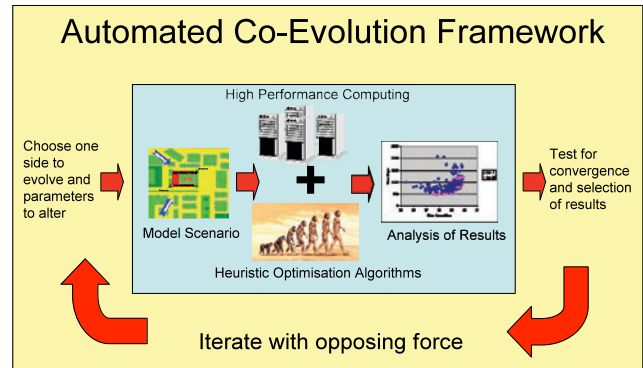 Automated Co-Evolution Framework
High Performance Computing
Choose one
side to
evolve and
parameters
to alter
Model Scenario
+
Heuristic Optimisation Algorithms
Analysis of Results
Test for
convergence
and selection
of results
Iterate with opposing force